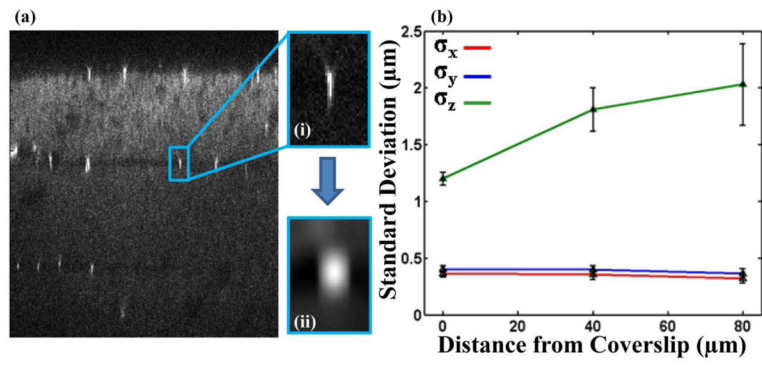 (a)
(i)
(ii)
(b)
Standard Deviation (μm)
2.5
2
1.5
1
0.5
0
σx
σy
σz
0 20 40 60 80
Distance from Coverslip (μm)